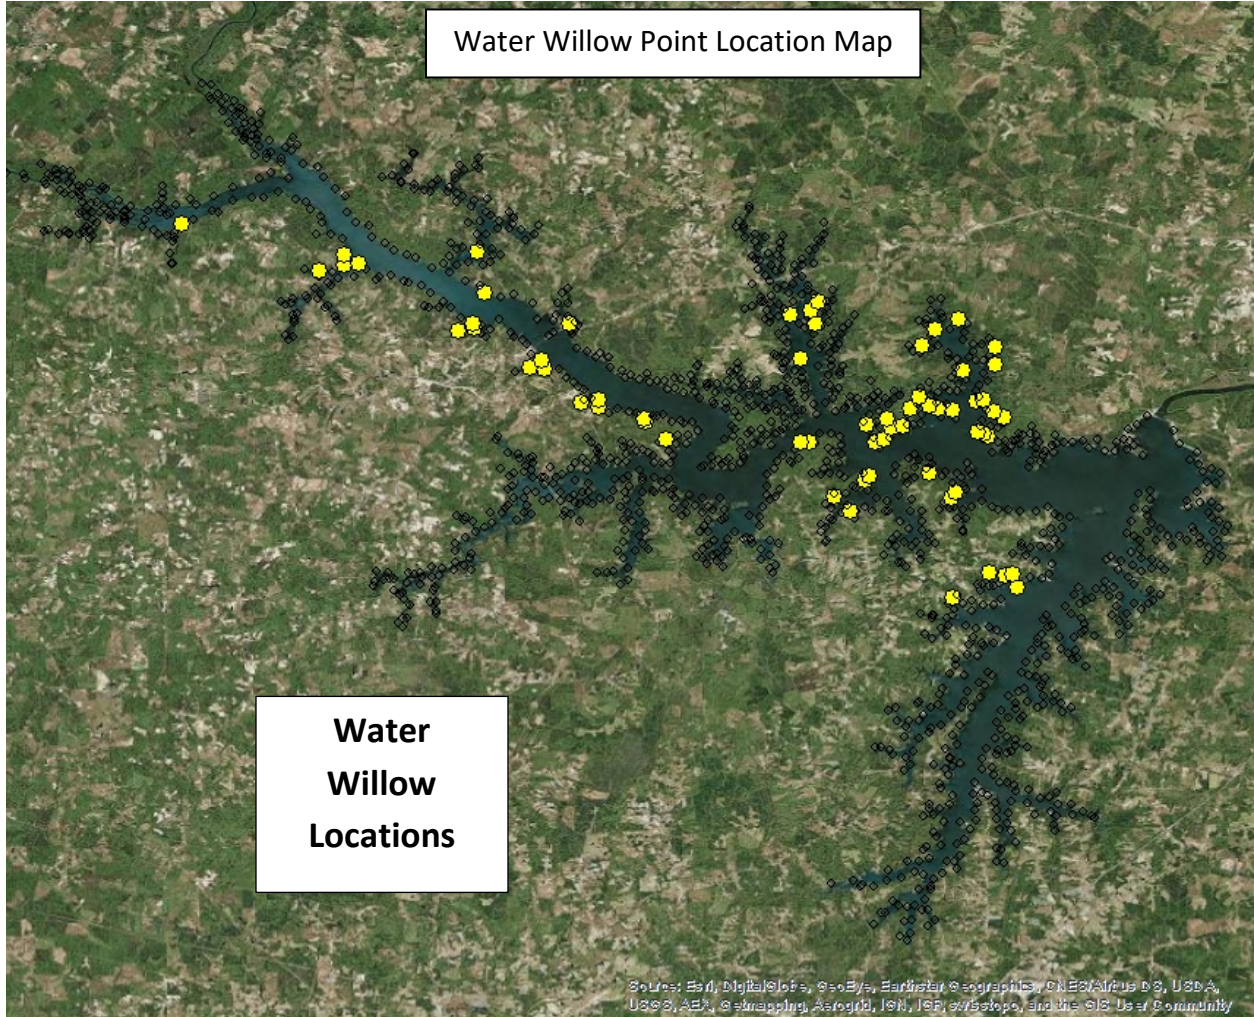 Water Willow Point Location Map
Water
Willow
Locations
Source: Esri, DigitalGlobe, GeoEye, Earthstar Geographics, CNES/Airbus DS, USDA,
USGS, AEX, Getmapping, Aerogrid, IGN, IGP, swisstopo, and the GIS User Community